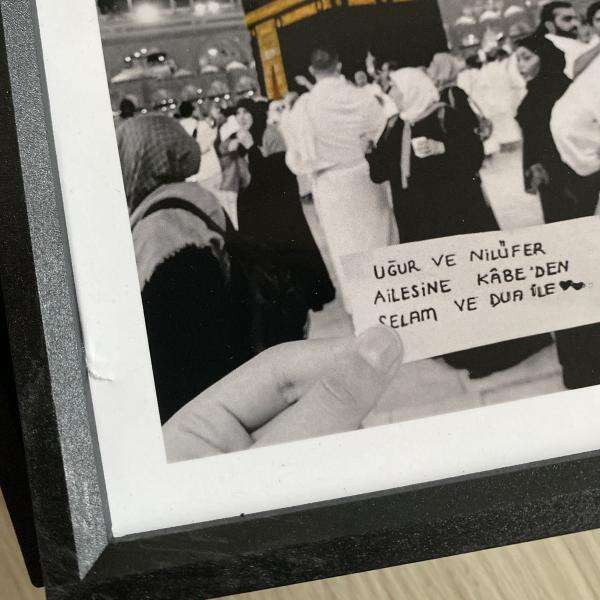 UĞUR VE NİLÜFER
AİLESİNE KÂBE'DEN
SELAM VE DUA İLE